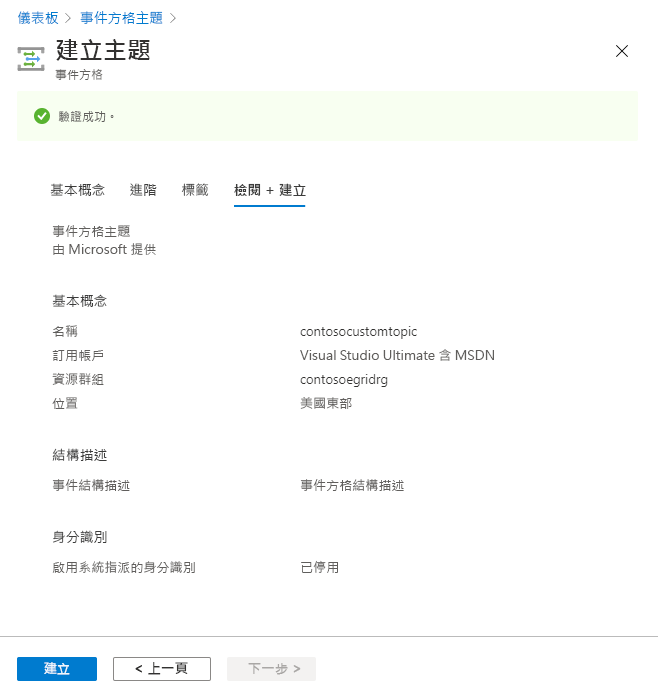 儀表板 > 事件方格主題 >
建立主題
事件方格
驗證成功。
基本概念 進階 標籤 檢閱 + 建立
事件方格主題
由 Microsoft 提供
基本概念
名稱 contosocustomtopic
訂用帳戶 Visual Studio Ultimate 含 MSDN
資源群組 contosoegridrg
位置 美國東部
結構描述
事件結構描述 事件方格結構描述
身分識別
啟用系統指派的身分識別 已停用
建立 < 上一頁 下一步 >